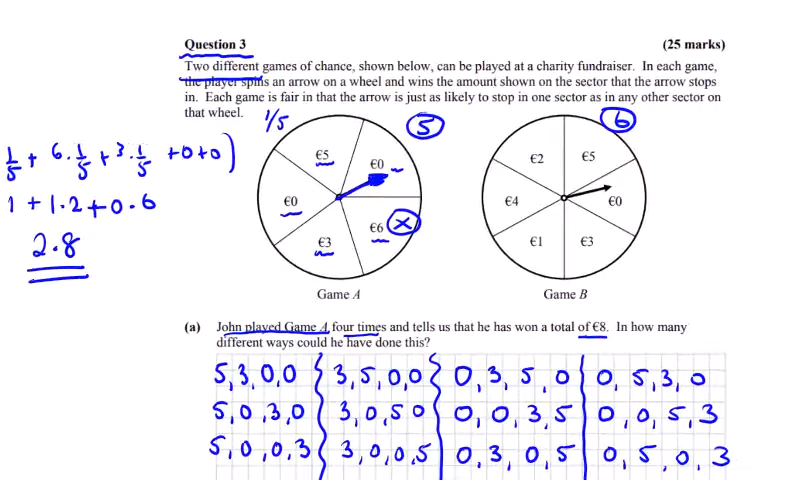 Question 3 (25 marks)
Two different games of chance, shown below, can be played at a charity fundraiser. In each game,
the player spins an arrow on a wheel and wins the amount shown on the sector that the arrow stops
in. Each game is fair in that the arrow is just as likely to stop in one sector as in any other sector on
that wheel.
1/5
5
6
1/5 + 6.1/5 + 3.1/5 + 0 + 0)
1 + 1.2 + 0.6
2.8
€5
€0
€0
€6 x
€3
Game A
€2
€5
€4
€0
€1
€3
Game B
(a) John played Game A four times and tells us that he has won a total of €8. In how many
different ways could he have done this?
5, 3, 0, 0 3, 5, 0, 0 0, 3, 5, 0 0, 5, 3, 0
5, 0, 3, 0 3, 0, 5 0 0, 0, 3, 5 0, 0, 5, 3
5, 0, 0, 3 3, 0, 0, 5 0, 3, 0, 5 0, 5, 0, 3